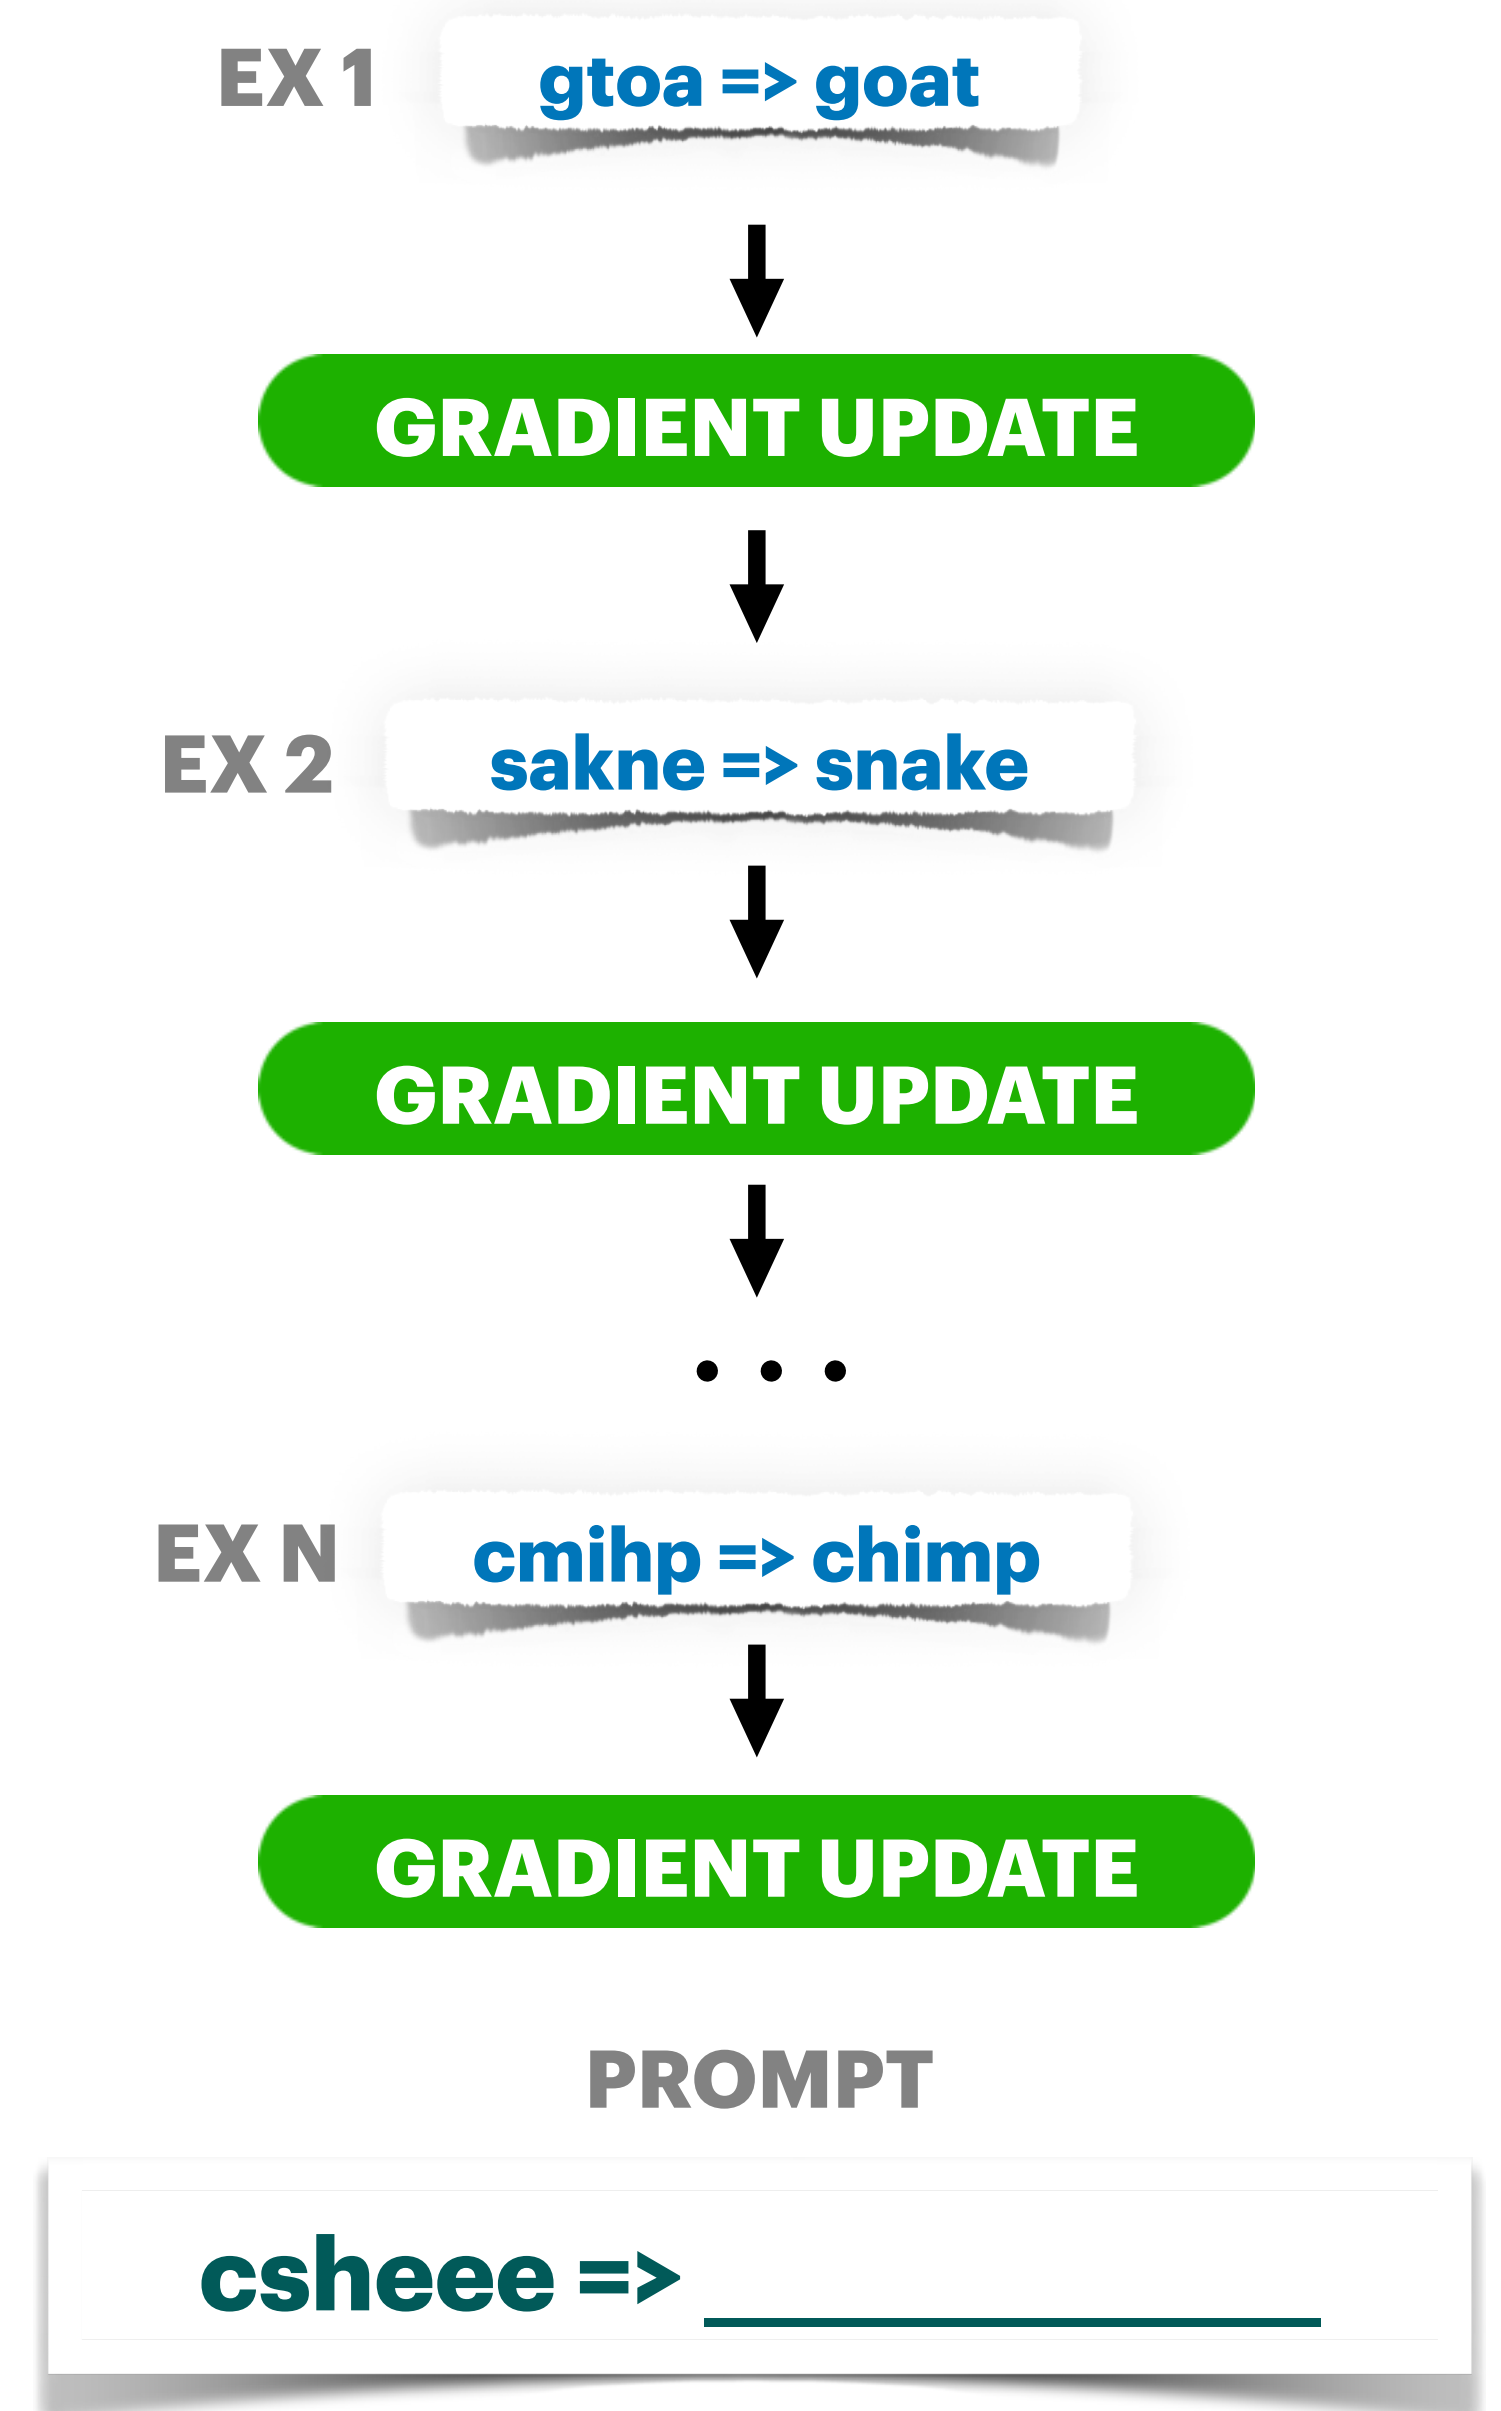 EX 1
gtoa => goat
GRADIENT UPDATE
EX 2
sakne => snake
GRADIENT UPDATE
• • •
EX N
cmihp => chimp
GRADIENT UPDATE
PROMPT
csheee => ________